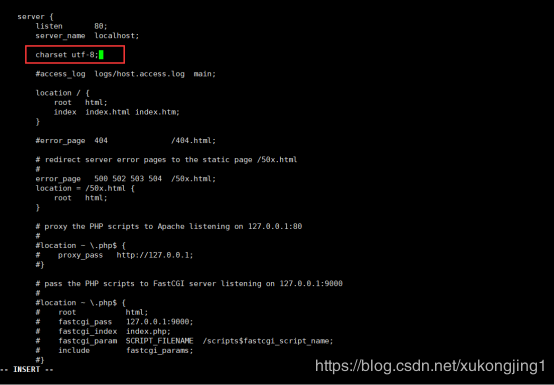 server {
listen 80;
server_name localhost;
charset utf-8;
#access_log logs/host.access.log main;
location / {
root html;
index index.html index.htm;
}
#error_page 404 /404.html;
# redirect server error pages to the static page /50x.html
#
error_page 500 502 503 504 /50x.html;
location = /50x.html {
root html;
}
# proxy the PHP scripts to Apache listening on 127.0.0.1:80
#
#location ~ \.php$ {
# proxy_pass http://127.0.0.1;
#}
# pass the PHP scripts to FastCGI server listening on 127.0.0.1:9000
#
#location ~ \.php$ {
# root html;
# fastcgi_pass 127.0.0.1:9000;
# fastcgi_index index.php;
# fastcgi_param SCRIPT_FILENAME /scripts$fastcgi_script_name;
# include fastcgi_params;
#}
-- INSERT --
https://blog.csdn.net/xukongjing1